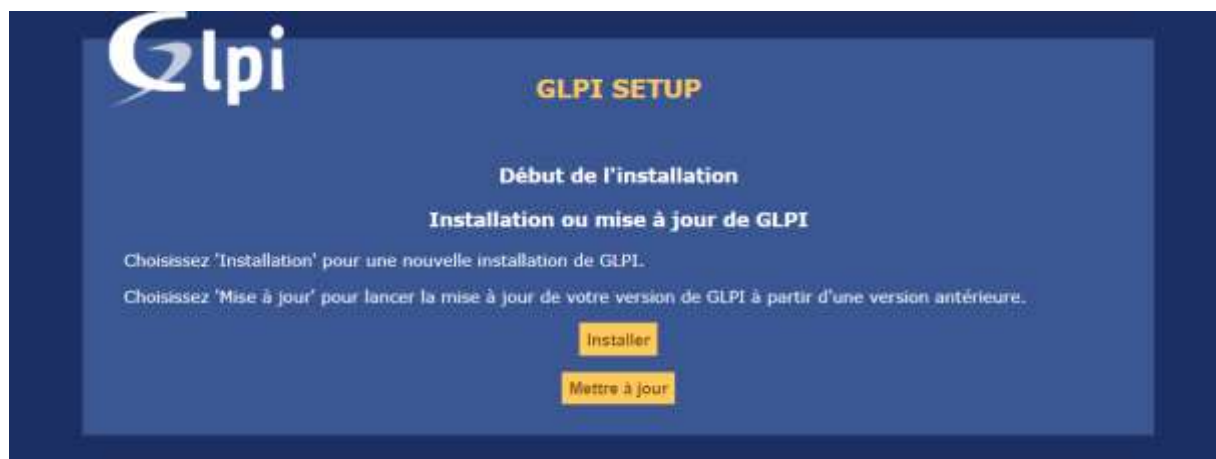 Glpi
GLPI SETUP
Début de l'installation
Installation ou mise à jour de GLPI
Choisissez 'Installation' pour une nouvelle installation de GLPI.
Choisissez 'Mise à jour' pour lancer la mise à jour de votre version de GLPI à partir d'une version antérieure.
Installer
Mettre à jour